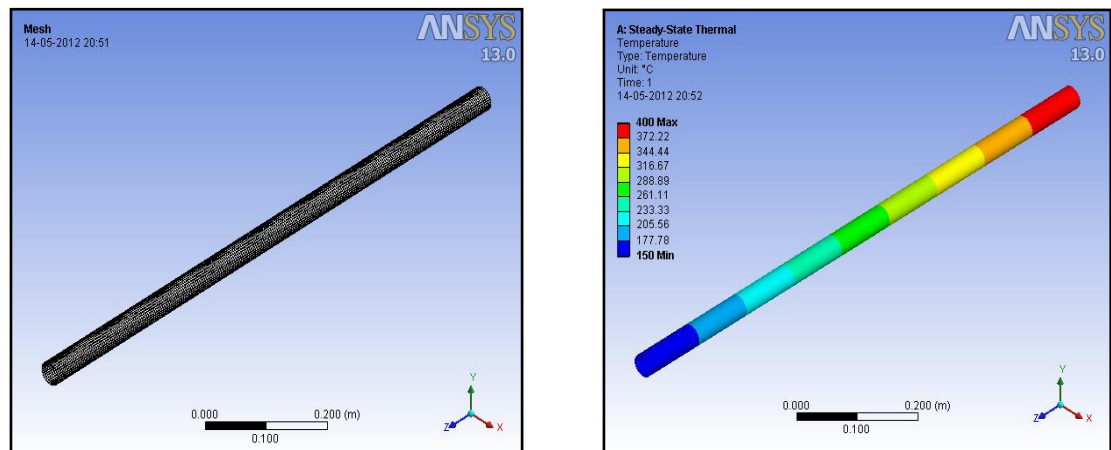 Mesh
14-05-2012 20:51
ANSYS
13.0
0.000
0.200 (m)
0.100
Y
Z
X
A: Steady-State Thermal
Temperature
Type: Temperature
Unit: °C
Time: 1
14-05-2012 20:52
ANSYS
13.0
400 Max
372.22
344.44
316.67
288.89
261.11
233.33
205.56
177.78
150 Min
0.000
0.200 (m)
0.100
Y
Z
X